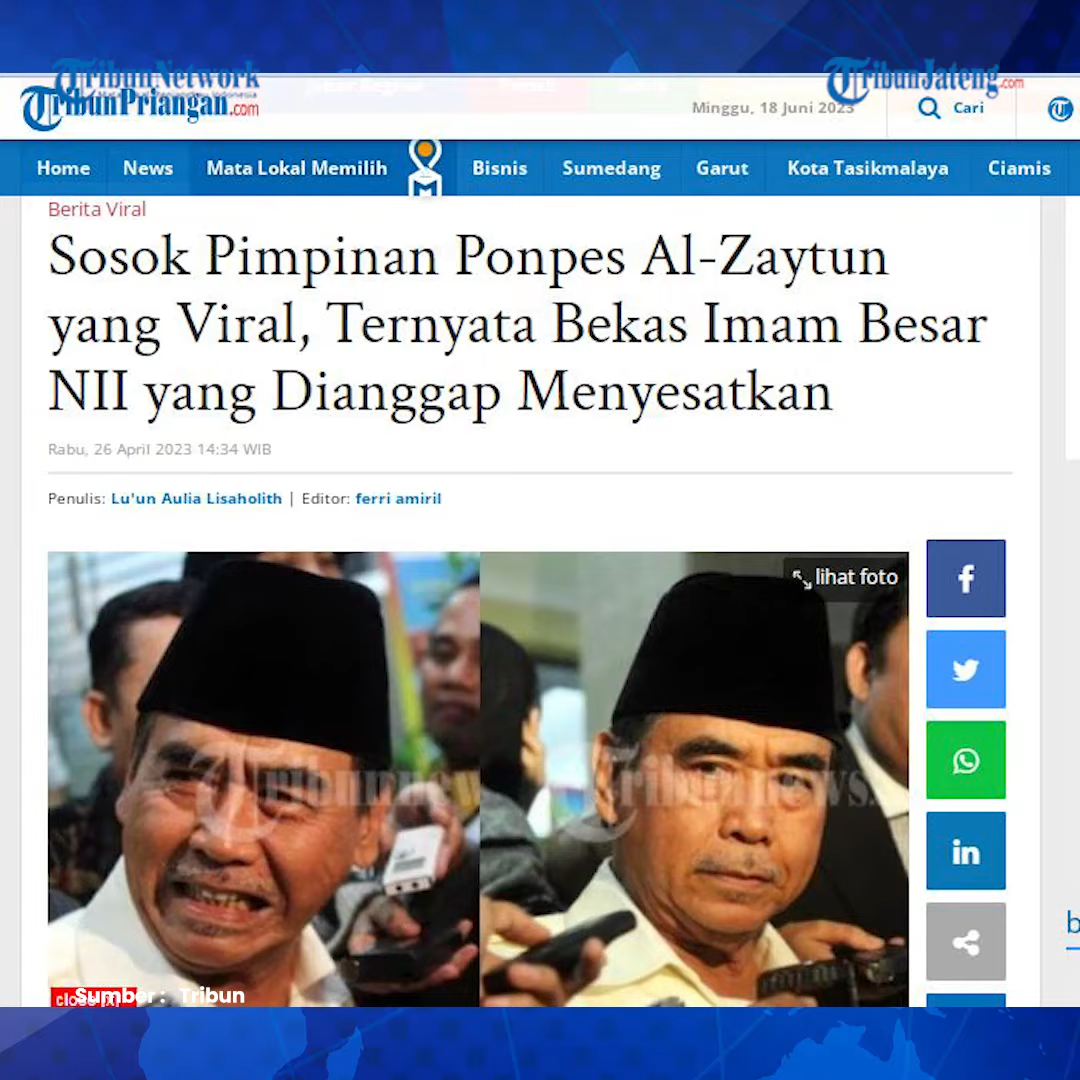 TribunNetwork
TribunJateng.com
TribunPriangan.com
Minggu, 18 Juni 2023
Cari
Home News Mata Lokal Memilih Bisnis Sumedang Garut Kota Tasikmalaya Ciamis
Berita Viral
Sosok Pimpinan Ponpes Al-Zaytun
yang Viral, Ternyata Bekas Imam Besar
NII yang Dianggap Menyesatkan
Rabu, 26 April 2023 14:34 WIB
Penulis: Lu'un Aulia Lisaholith | Editor: ferri amiril
lihat foto
Tribunnew
Tribunnews.
close [X]
Sumber : Tribun